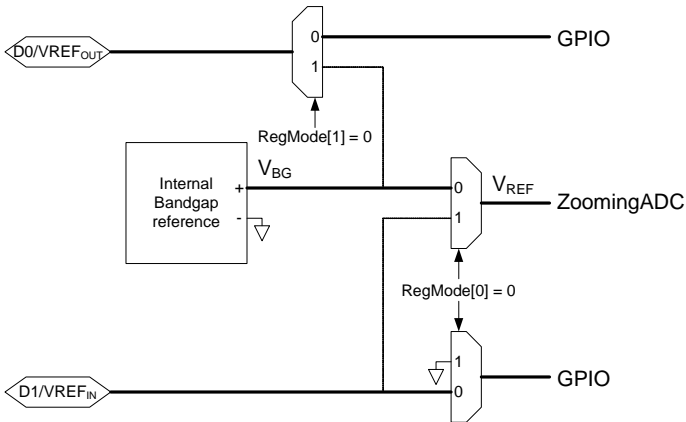 D0/VREFOUT
0
1
GPIO
RegMode[1] = 0
Internal
Bandgap
reference
+
-
VBG
0
1
VREF
ZoomingADC
RegMode[0] = 0
D1/VREFIN
1
0
GPIO